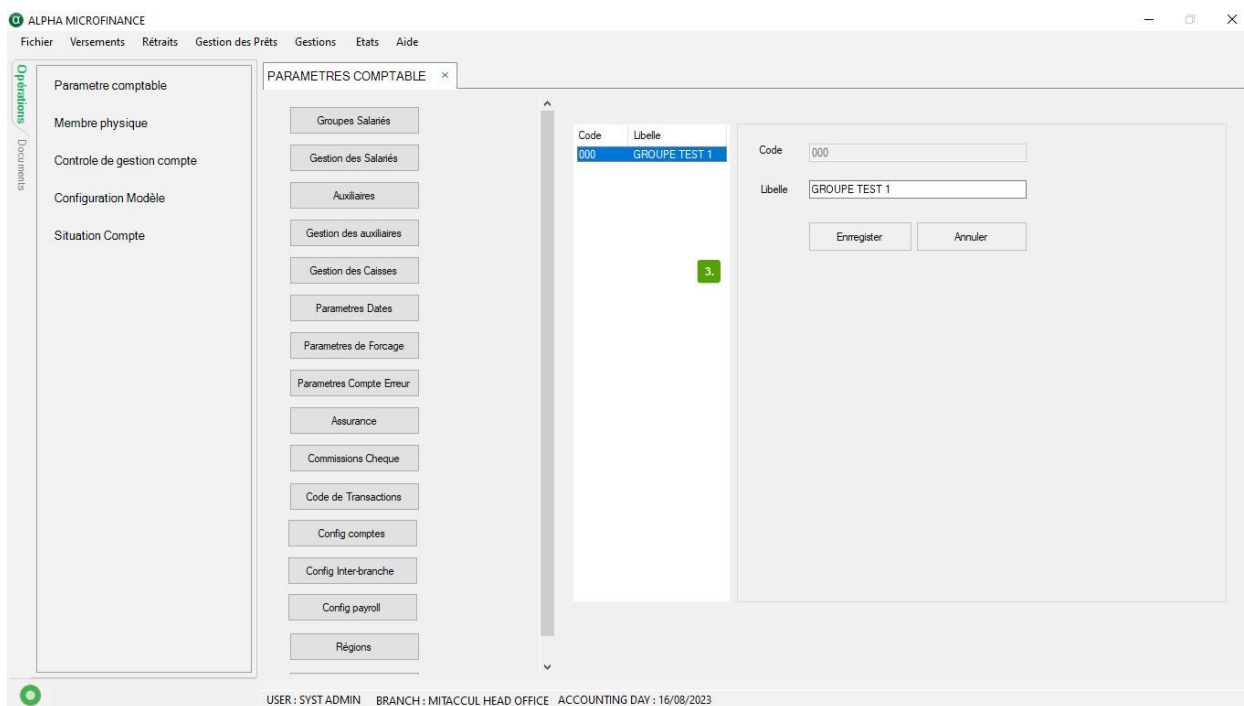 α ALPHA MICROFINANCE
Fichier Versements Rétraits Gestion des Prêts Gestions Etats Aide
Opérations
Documents
Parametre comptable
Membre physique
Controle de gestion compte
Configuration Modèle
Situation Compte
PARAMETRES COMPTABLE ×
Groupes Salariés
Gestion des Salariés
Auxiliaires
Gestion des auxiliaires
Gestion des Caisses
Parametres Dates
Parametres de Forcage
Parametres Compte Erreur
Assurance
Commissions Cheque
Code de Transactions
Config comptes
Config Inter-branche
Config payroll
Régions
Code Libelle
000 GROUPE TEST 1
3.
Code 000
Libelle GROUPE TEST 1
Enrregister Annuler
USER : SYST ADMIN BRANCH : MITACCUL HEAD OFFICE ACCOUNTING DAY : 16/08/2023